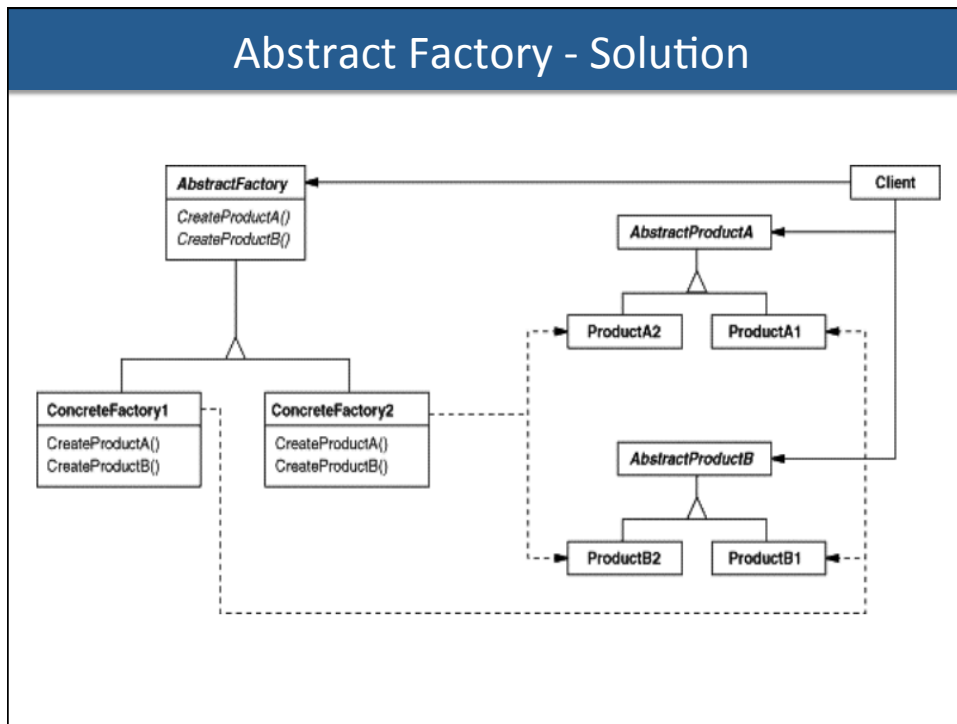 Abstract Factory - Solution
AbstractFactory
CreateProductA()
CreateProductB()
Client
AbstractProductA
ProductA2
ProductA1
ConcreteFactory1
CreateProductA()
CreateProductB()
ConcreteFactory2
CreateProductA()
CreateProductB()
AbstractProductB
ProductB2
ProductB1